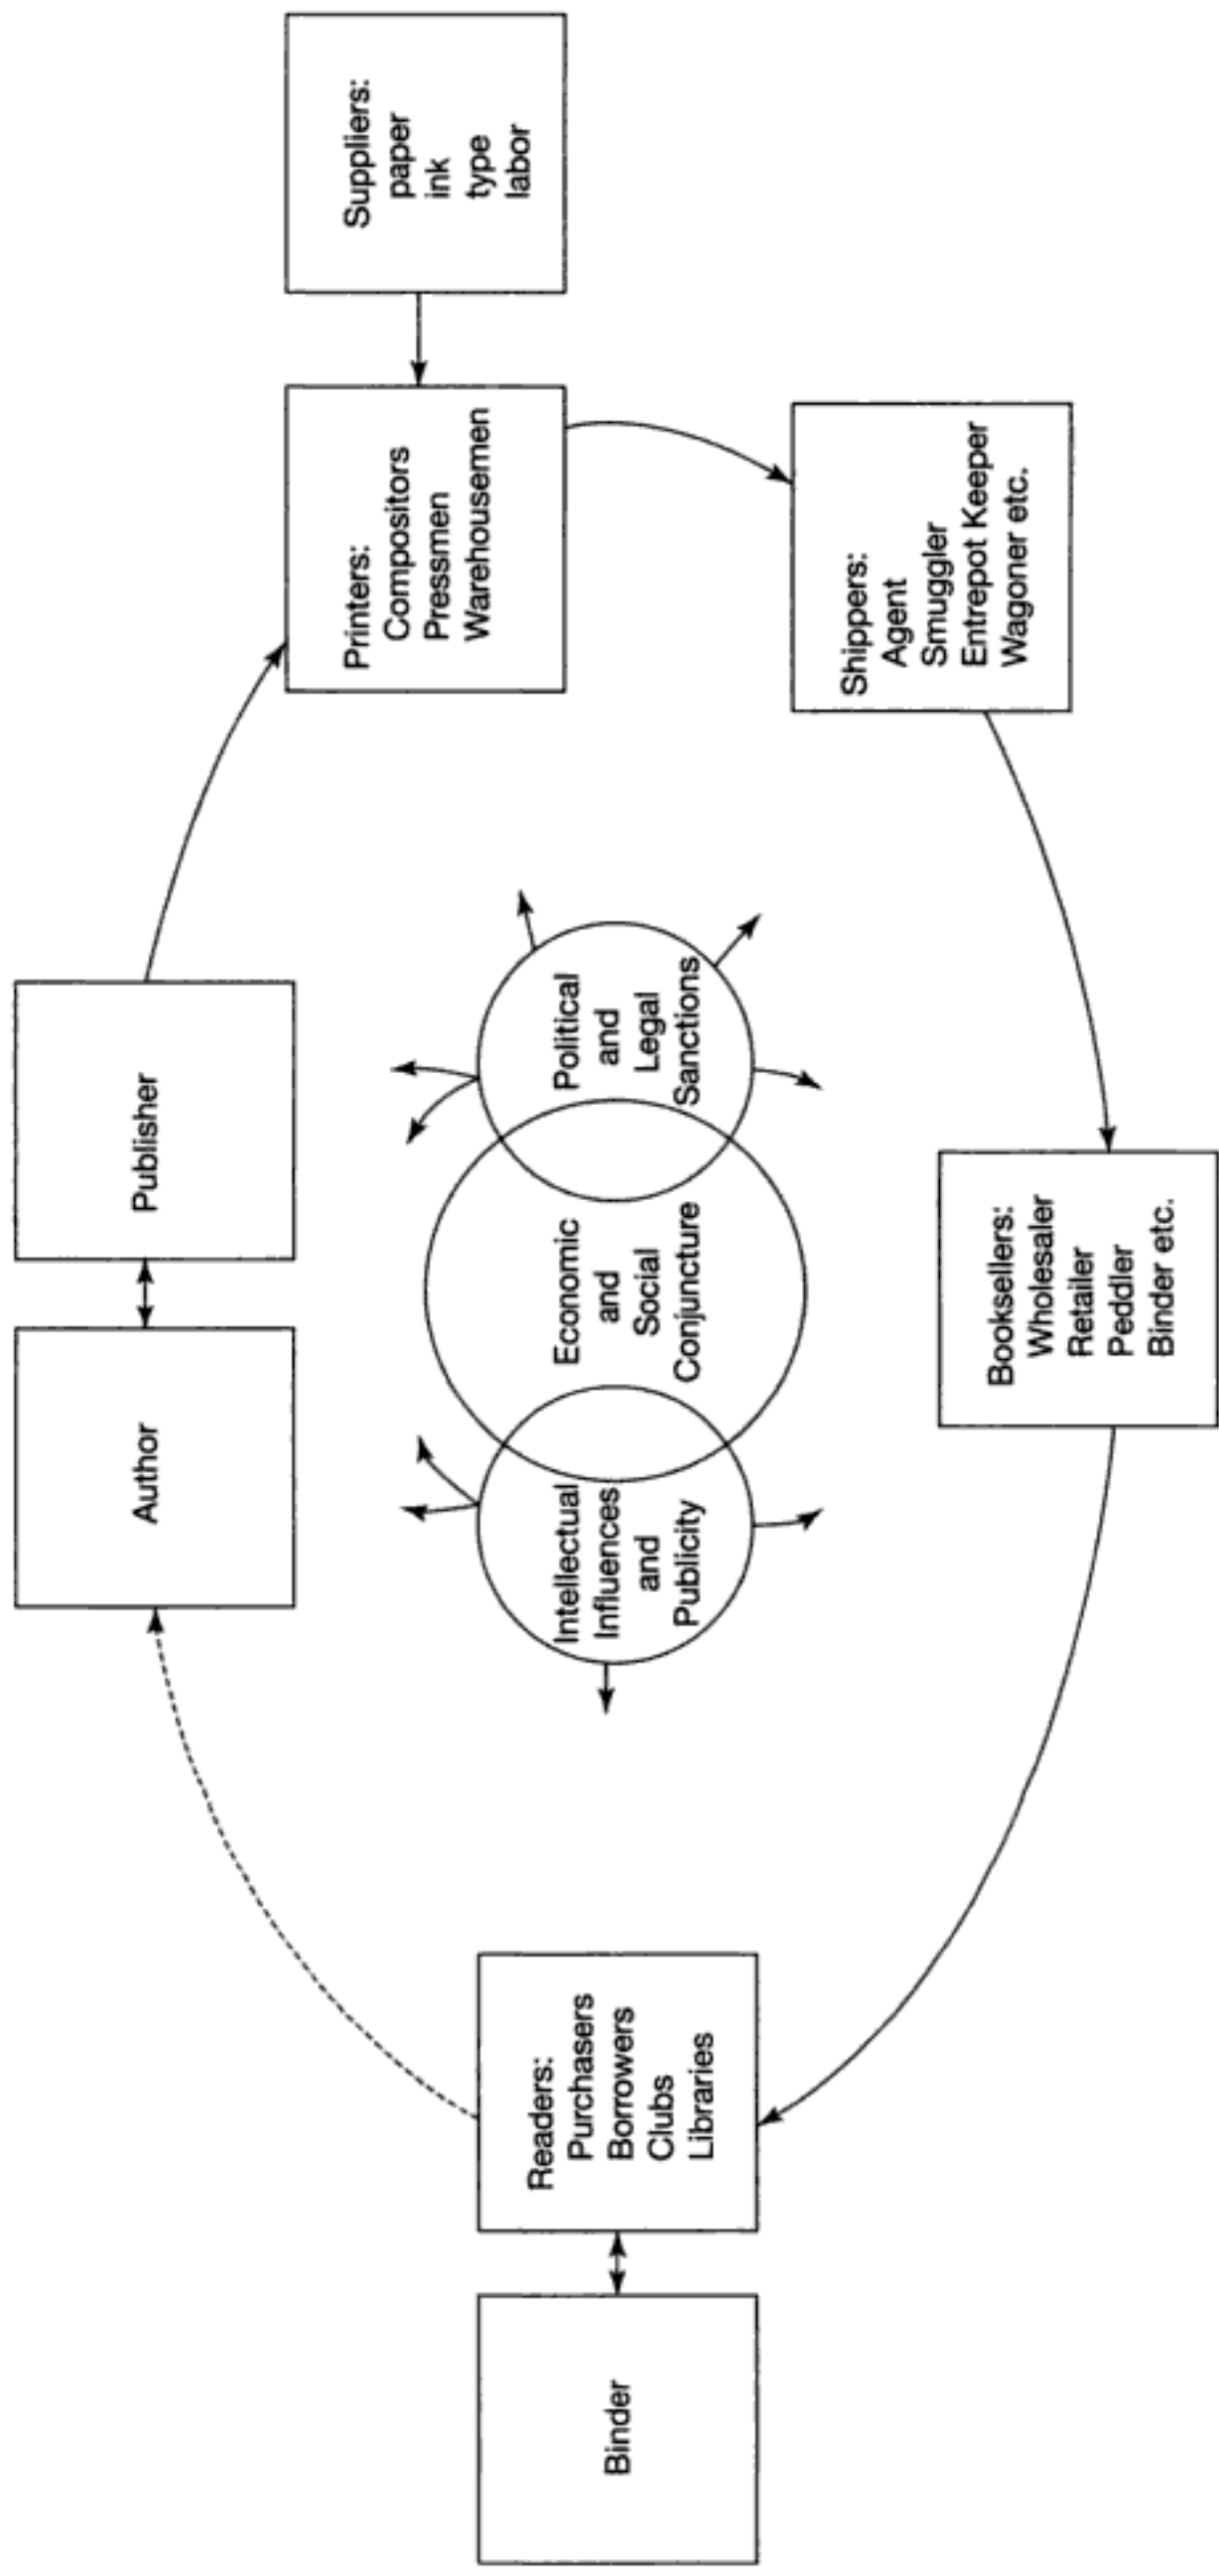 Author
Publisher
Intellectual
Influences
and
Publicity
Economic
and
Social
Conjuncture
Political
and
Legal
Sanctions
Printers:
Compositors
Pressmen
Warehousemen
Suppliers:
paper
ink
type
labor
Shippers:
Agent
Smuggler
Entrepot Keeper
Wagoner etc.
Booksellers:
Wholesaler
Retailer
Peddler
Binder etc.
Readers:
Purchasers
Borrowers
Clubs
Libraries
Binder